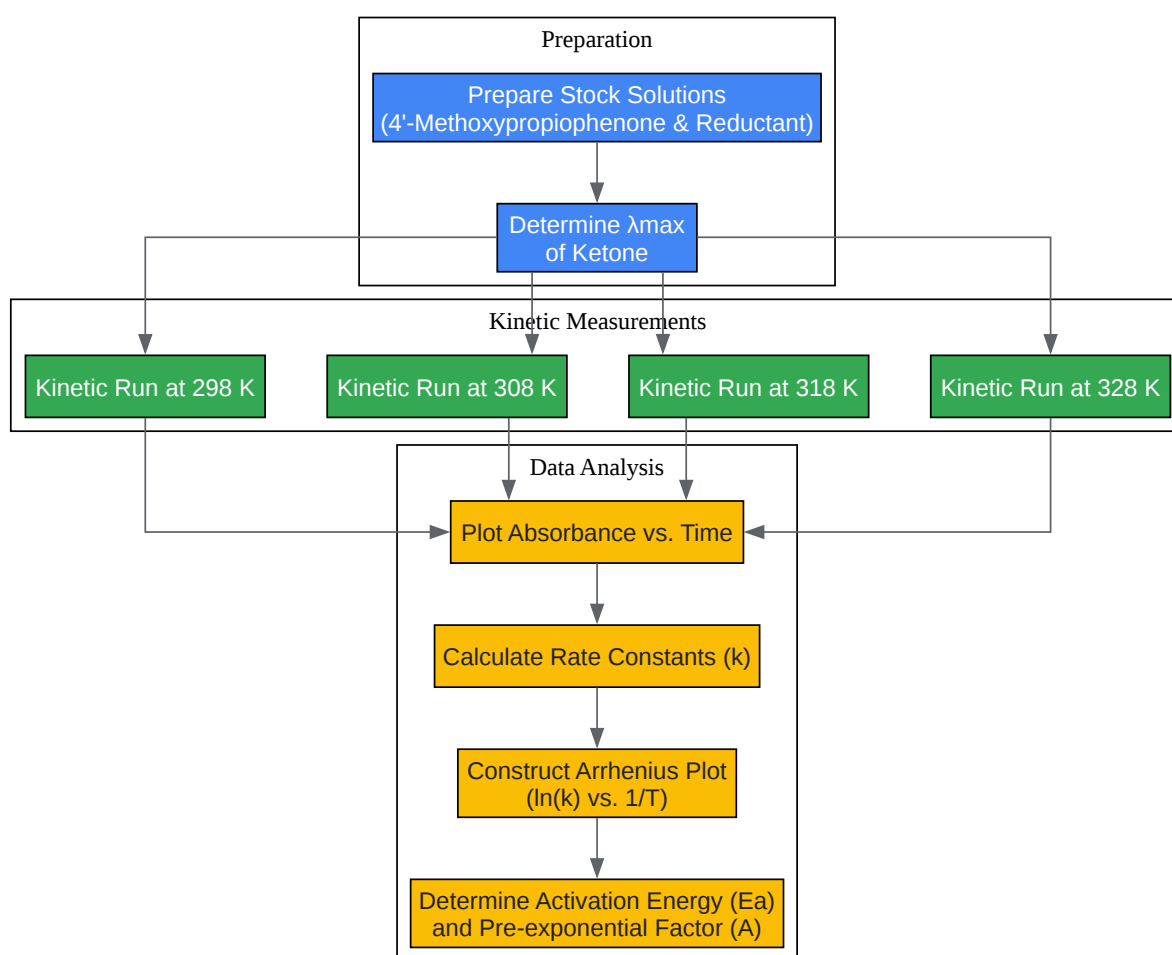 Preparation
Prepare Stock Solutions
(4'-Methoxypropiophenone & Reductant)
Determine λmax
of Ketone
Kinetic Measurements
Kinetic Run at 298 K
Kinetic Run at 308 K
Kinetic Run at 318 K
Kinetic Run at 328 K
Data Analysis
Plot Absorbance vs. Time
Calculate Rate Constants (k)
Construct Arrhenius Plot
(ln(k) vs. 1/T)
Determine Activation Energy (Ea)
and Pre-exponential Factor (A)